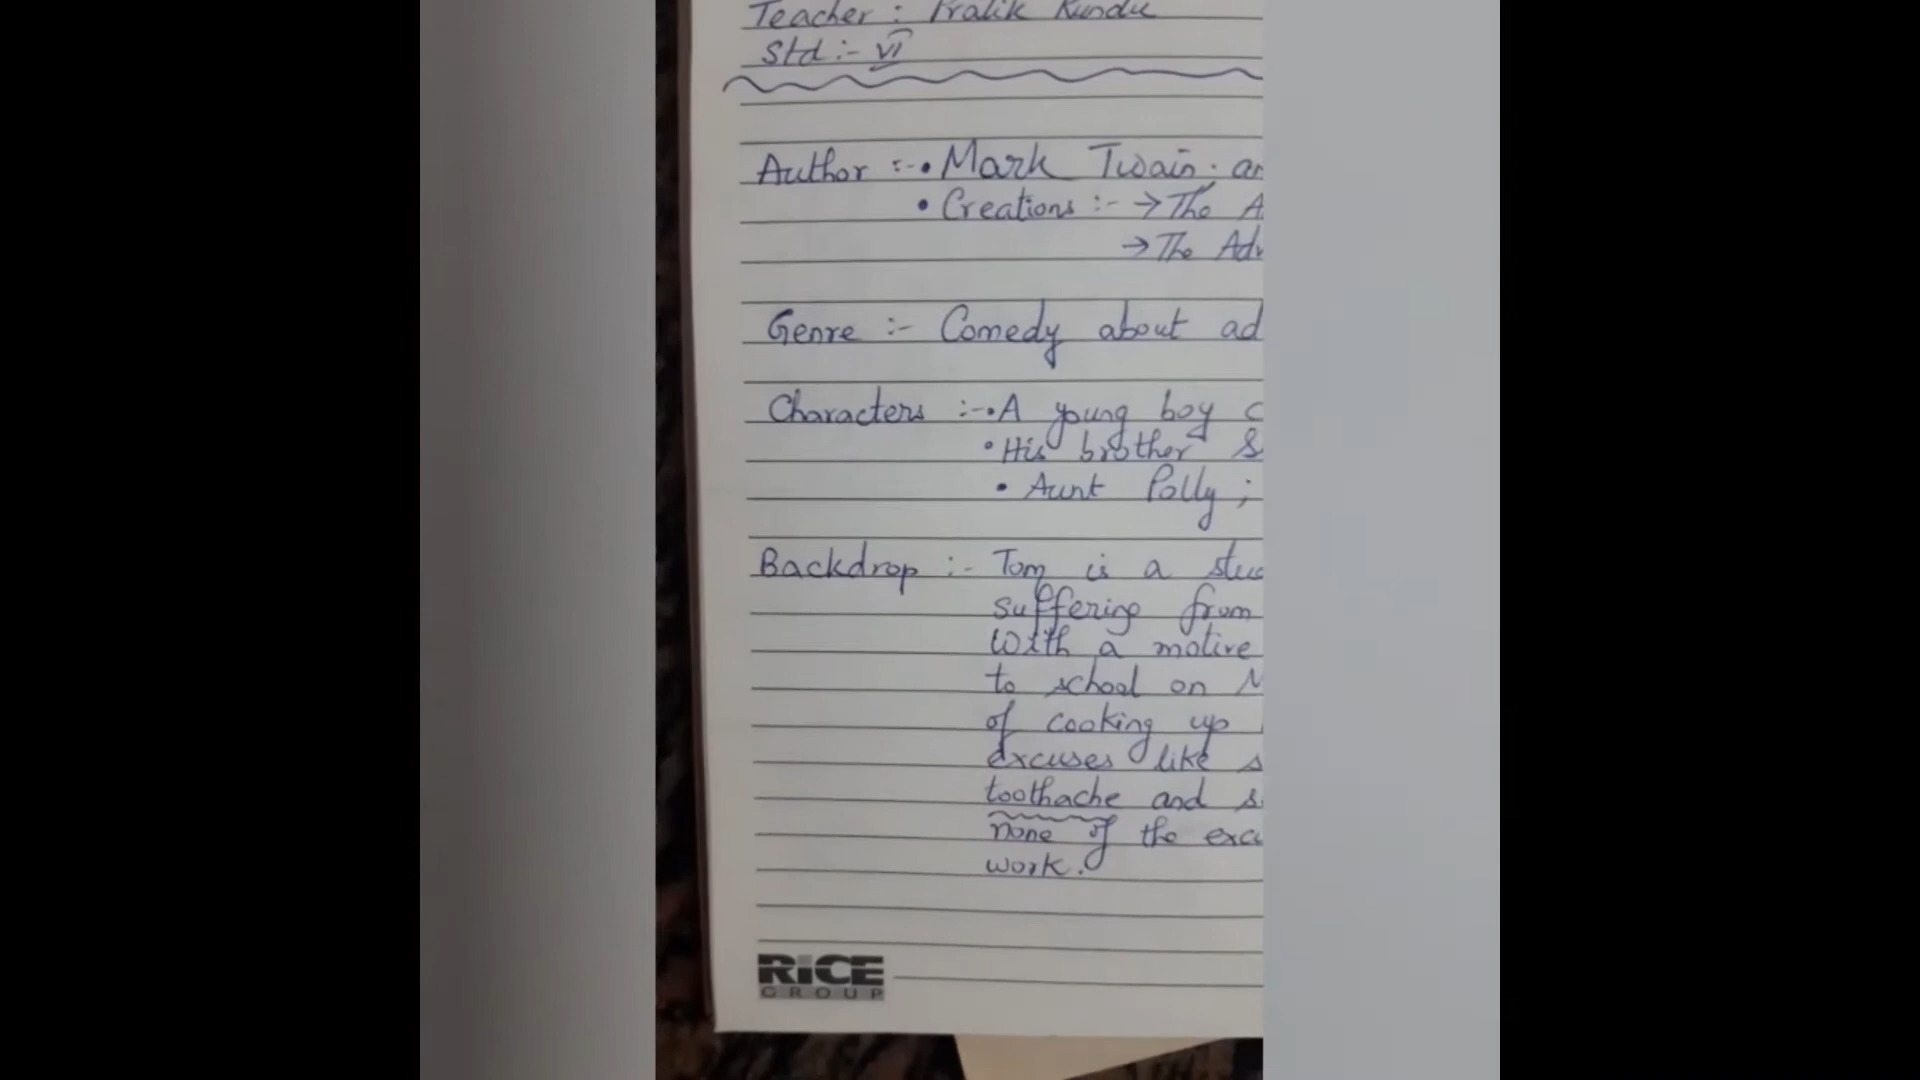 Teacher : Pratik Kundu
Std :- VI
Author :- • Mark Twain. an
• Creations :- → The A
→ The Adv
Genre :- Comedy about ad
Characters :- • A young boy c
• His brother S
• Aunt Polly ;
Backdrop :- Tom is a stud
suffering from
With a motive
to school on M
of cooking up
excuses like s
toothache and s
none of the excu
work.
RICE
GROUP